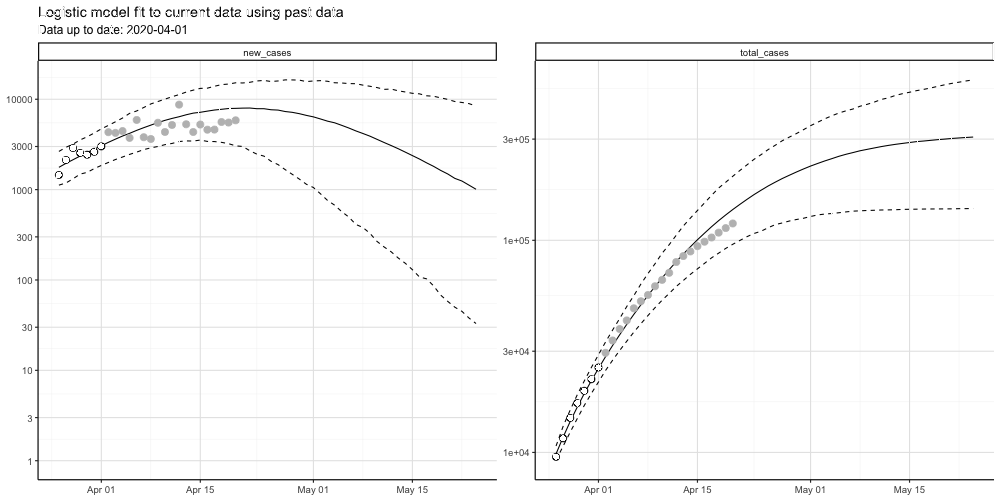 Logistic model fit to current data using past data
Data up to date: 2020-04-01
new_cases
total_cases
10000
3000
1000
300
100
30
10
3
1
3e+05
1e+05
3e+04
1e+04
Apr 01
Apr 15
May 01
May 15
Apr 01
Apr 15
May 01
May 15